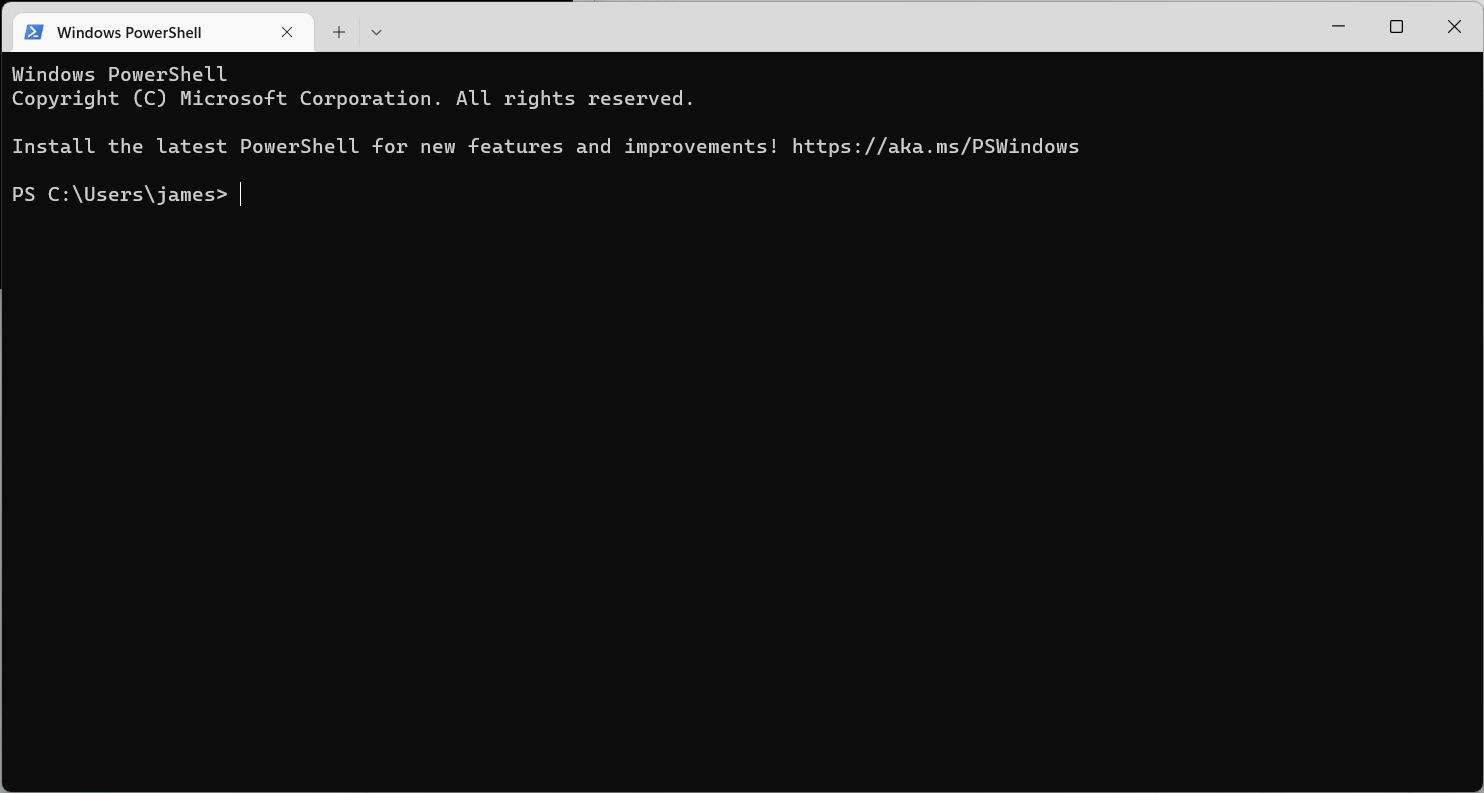 Windows PowerShell
Windows PowerShell
Copyright (C) Microsoft Corporation. All rights reserved.
Install the latest PowerShell for new features and improvements! https://aka.ms/PSWindows
PS C:\Users\james>